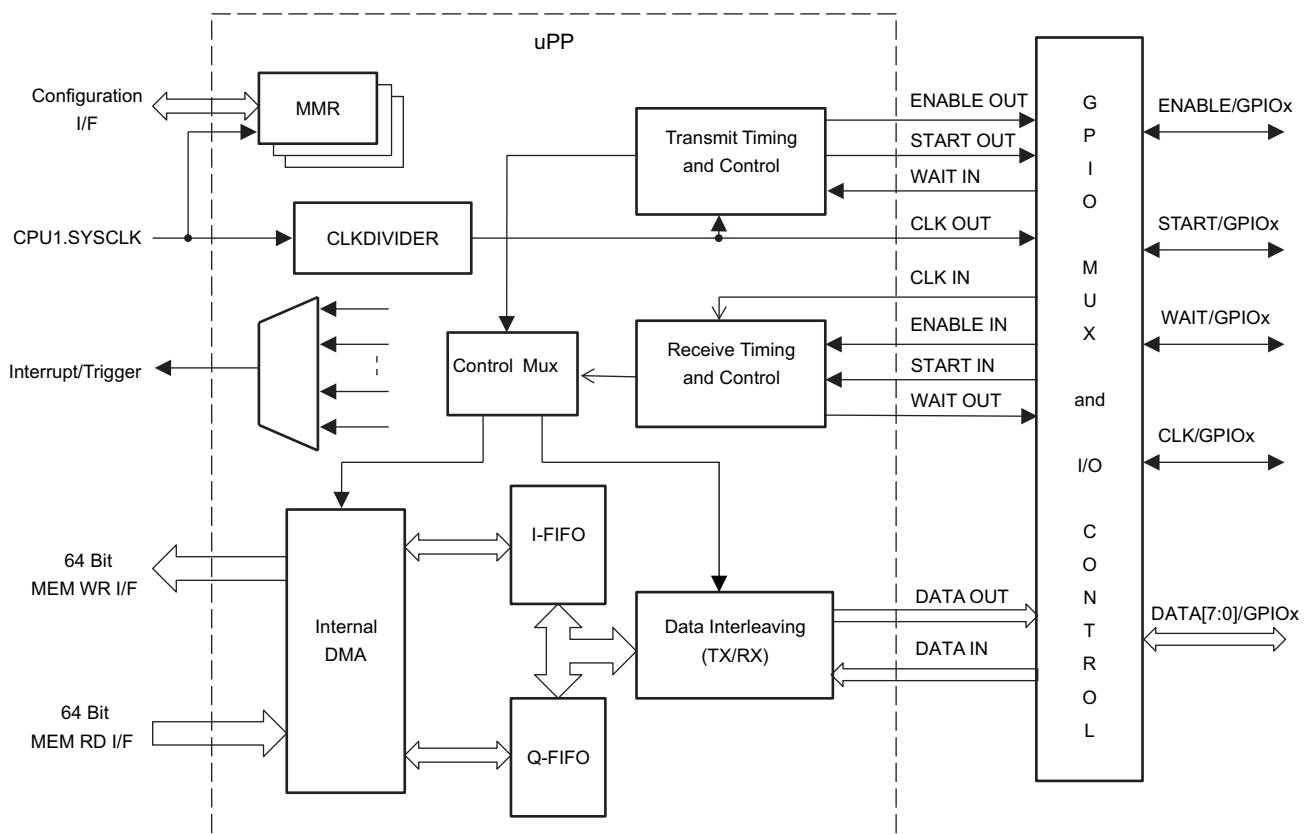 uPP
Configuration
I/F
MMR
CPU1.SYSCLK
CLKDIVIDER
Transmit Timing
and Control
ENABLE OUT
START OUT
WAIT IN
CLK OUT
CLK IN
ENABLE IN
START IN
WAIT OUT
Interrupt/Trigger
Control Mux
Receive Timing
and Control
64 Bit
MEM WR I/F
64 Bit
MEM RD I/F
Internal
DMA
I-FIFO
Q-FIFO
Data Interleaving
(TX/RX)
DATA OUT
DATA IN
G
P
I
O
M
U
X
and
I/O
C
O
N
T
R
O
L
ENABLE/GPIOx
START/GPIOx
WAIT/GPIOx
CLK/GPIOx
DATA[7:0]/GPIOx